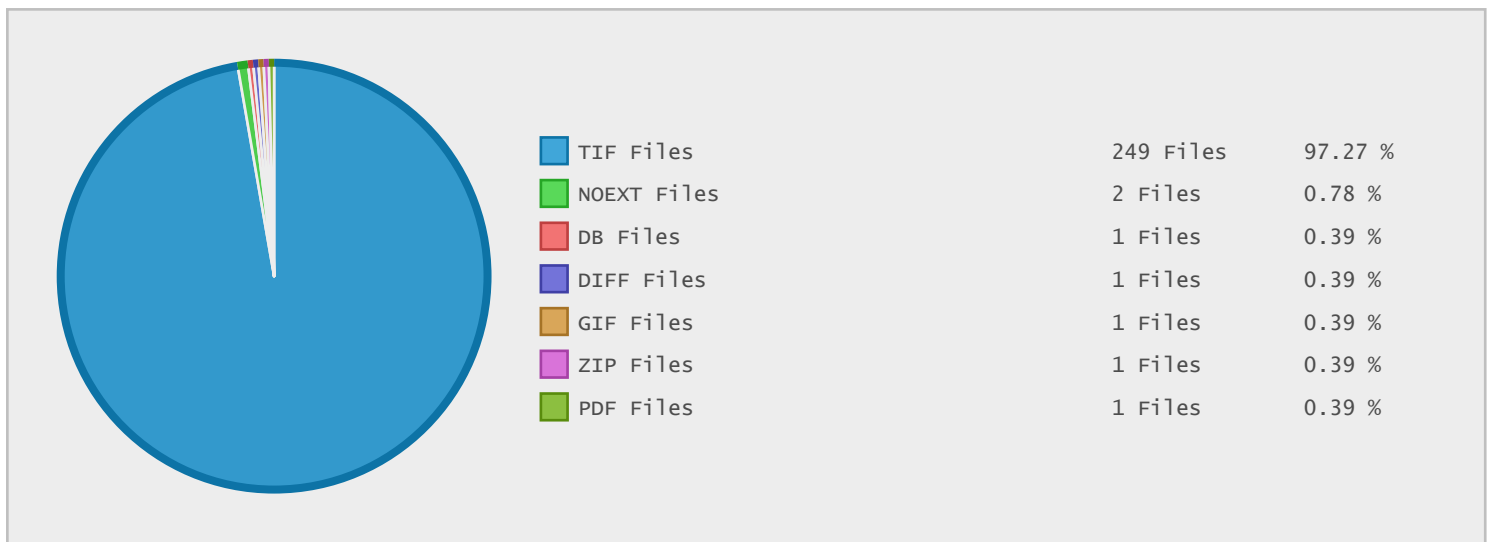 TIF Files 249 Files 97.27 %
NOEXT Files 2 Files 0.78 %
DB Files 1 Files 0.39 %
DIFF Files 1 Files 0.39 %
GIF Files 1 Files 0.39 %
ZIP Files 1 Files 0.39 %
PDF Files 1 Files 0.39 %